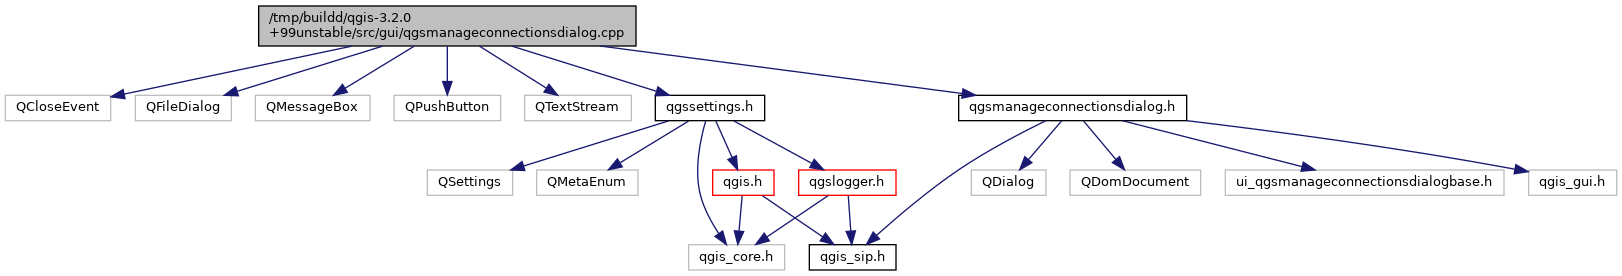 /tmp/buildd/qgis-3.2.0
+99unstable/src/gui/qgsmanageconnectionsdialog.cpp
QCloseEvent
QFileDialog
QMessageBox
QPushButton
QTextStream
qgssettings.h
qgsmanageconnectionsdialog.h
QSettings
QMetaEnum
qgis.h
qgslogger.h
QDialog
QDomDocument
ui_qgsmanageconnectionsdialogbase.h
qgis_gui.h
qgis_core.h
qgis_sip.h